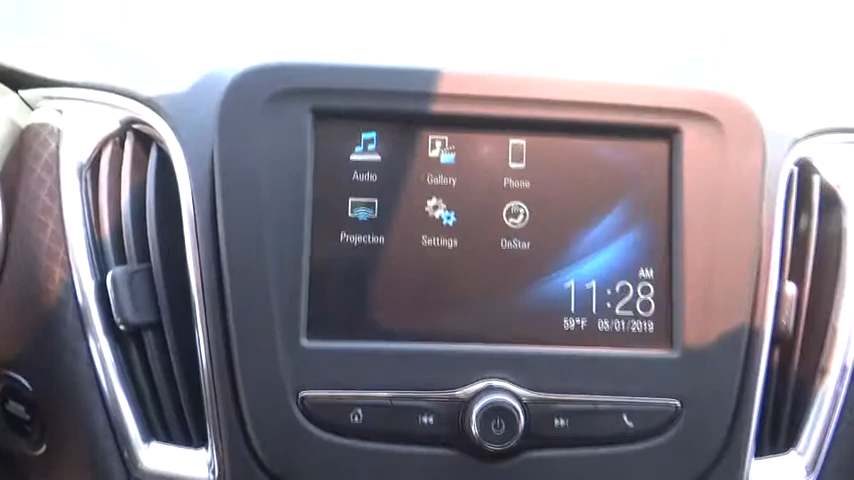 Audio Gallery Phone
Projection Settings OnStar
AM
11:28
59°F 05/01/2019